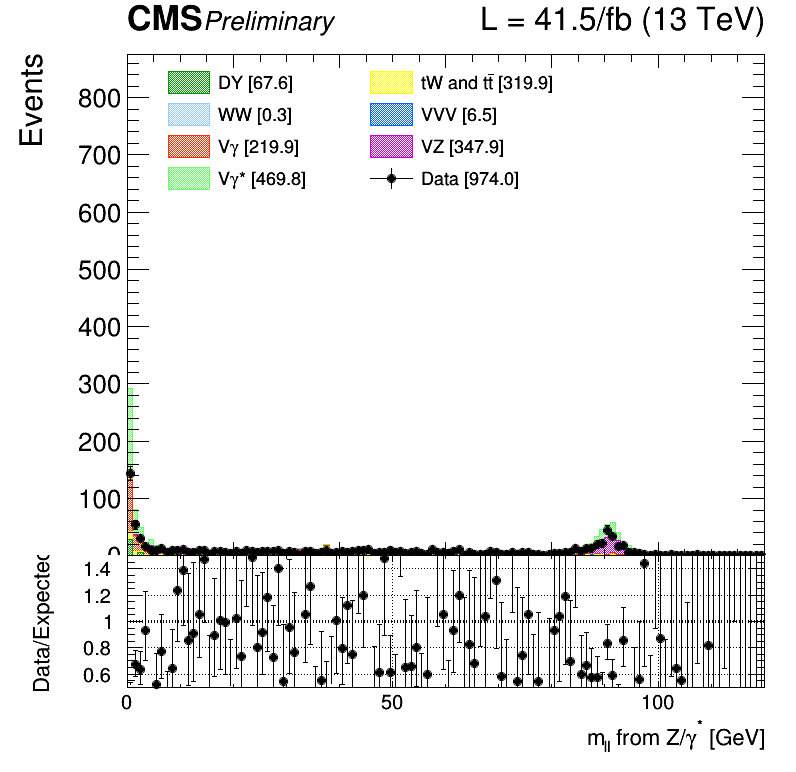 CMS Preliminary L = 41.5/fb (13 TeV)
Events
800
700
600
500
400
300
200
100
0
DY [67.6]
WW [0.3]
Vγ [219.9]
Vγ* [469.8]
tW and tt̄ [319.9]
VVV [6.5]
VZ [347.9]
Data [974.0]
Data/Expected
1.4
1.2
1
0.8
0.6
0 50 100
m_ll from Z/γ* [GeV]